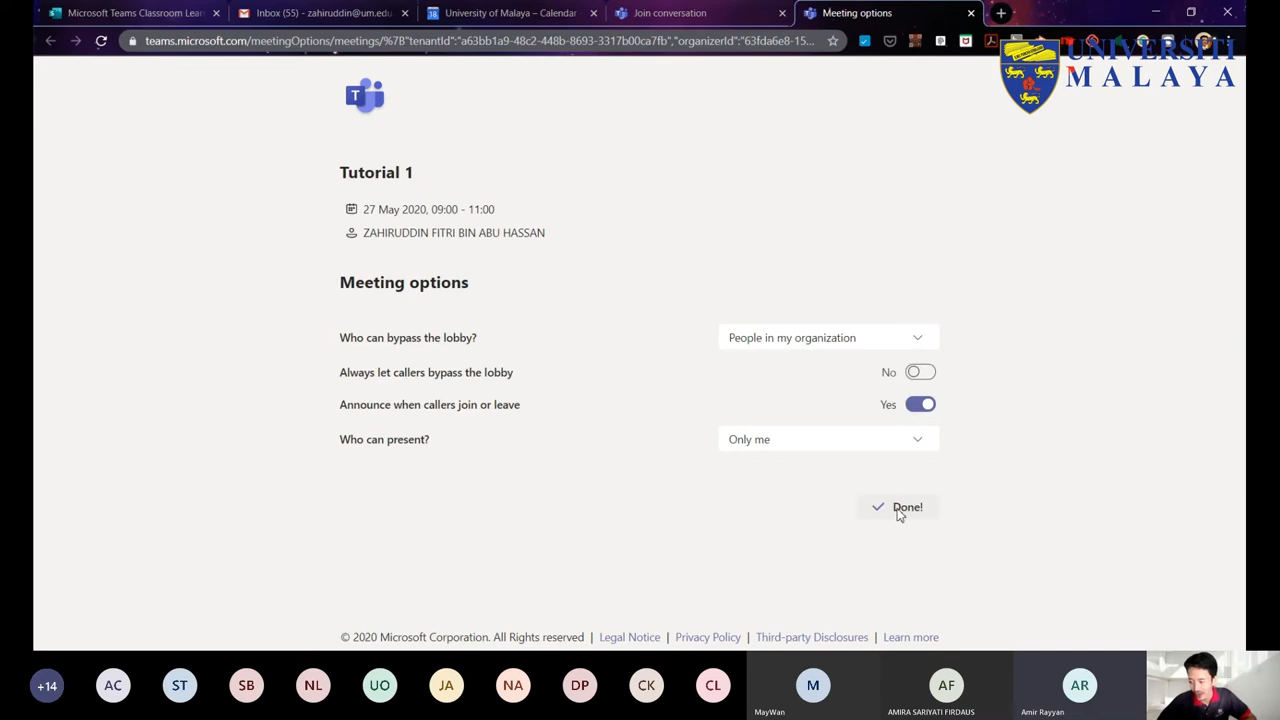 Microsoft Teams Classroom Lear
Inbox (55) - zahiruddin@um.edu
University of Malaya – Calendar
Join conversation
Meeting options
teams.microsoft.com/meetingOptions/meetings/%7B"tenantId":"a63bb1a9-48c2-448b-8693-3317b00ca7fb","organizerId":"63fda6e8-15...
UNIVERSITI
MALAYA
T
Tutorial 1
27 May 2020, 09:00 - 11:00
ZAHIRUDDIN FITRI BIN ABU HASSAN
Meeting options
Who can bypass the lobby?
People in my organization
Always let callers bypass the lobby
No
Announce when callers join or leave
Yes
Who can present?
Only me
Done!
© 2020 Microsoft Corporation. All Rights reserved | Legal Notice | Privacy Policy | Third-party Disclosures | Learn more
+14 AC ST SB NL UO JA NA DP CK CL M AF AR
MayWan
AMIRA SARIYATI FIRDAUS
Amir Rayyan